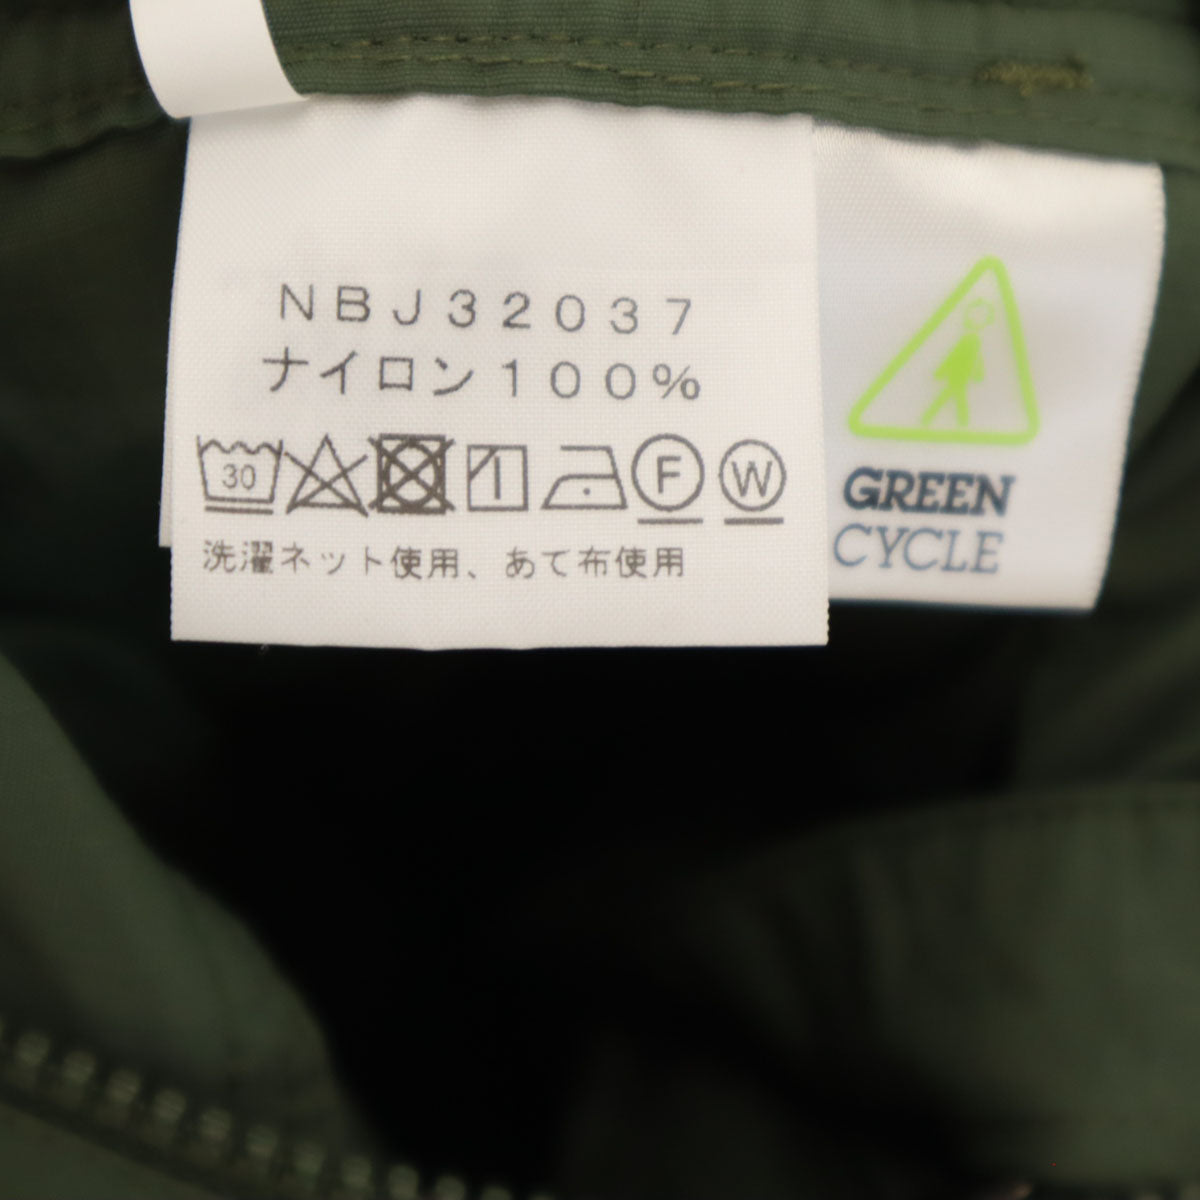 NBJ32037
ナイロン100%
30 F W
洗濯ネット使用、あて布使用
GREEN
CYCLE